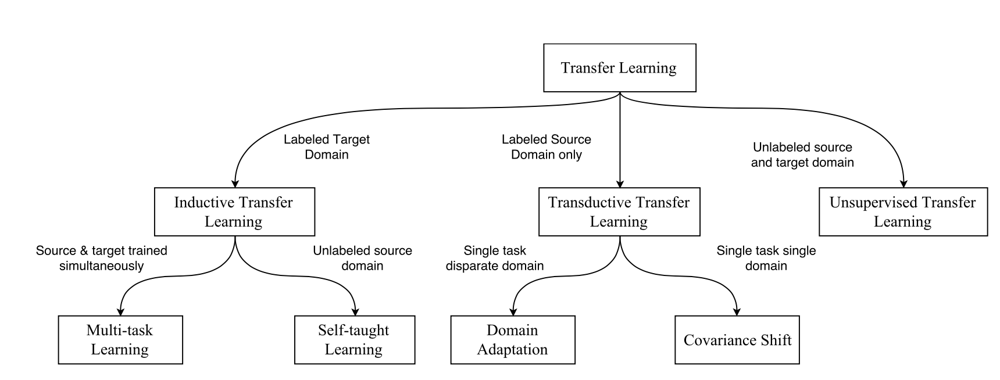 Transfer Learning
Labeled Target
Domain
Labeled Source
Domain only
Unlabeled source
and target domain
Inductive Transfer
Learning
Transductive Transfer
Learning
Unsupervised Transfer
Learning
Source & target trained
simultaneously
Unlabeled source
domain
Single task
disparate domain
Single task single
domain
Multi-task
Learning
Self-taught
Learning
Domain
Adaptation
Covariance Shift